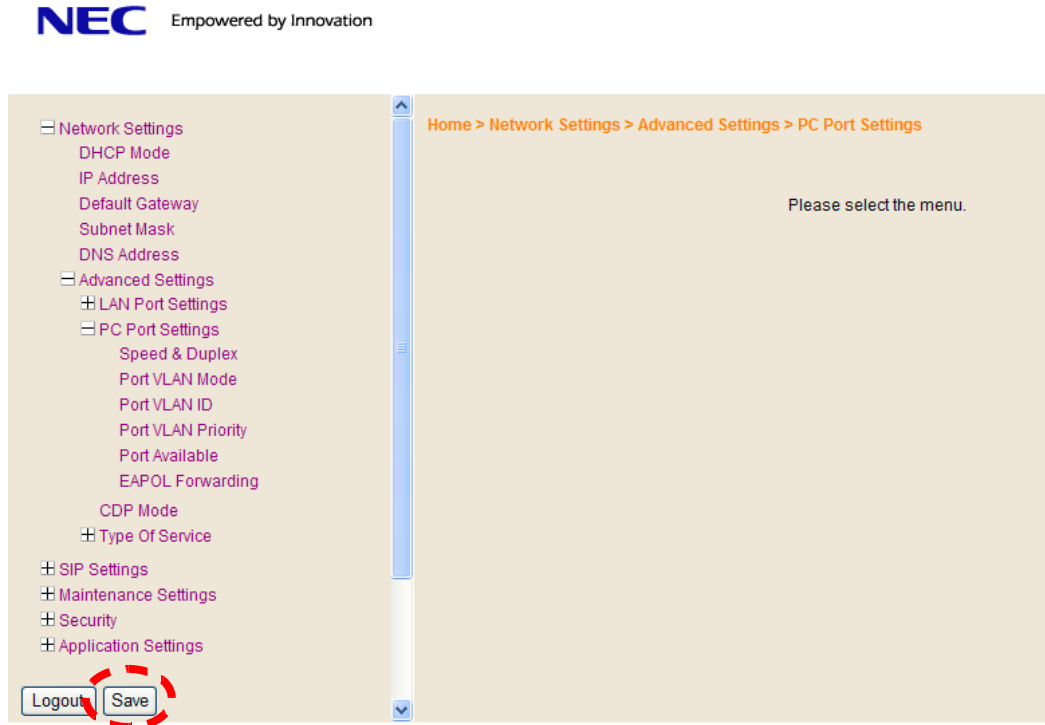 NEC Empowered by Innovation
Network Settings
DHCP Mode
IP Address
Default Gateway
Subnet Mask
DNS Address
Advanced Settings
LAN Port Settings
PC Port Settings
Speed & Duplex
Port VLAN Mode
Port VLAN ID
Port VLAN Priority
Port Available
EAPOL Forwarding
CDP Mode
Type Of Service
SIP Settings
Maintenance Settings
Security
Application Settings
Logout Save
Home > Network Settings > Advanced Settings > PC Port Settings
Please select the menu.